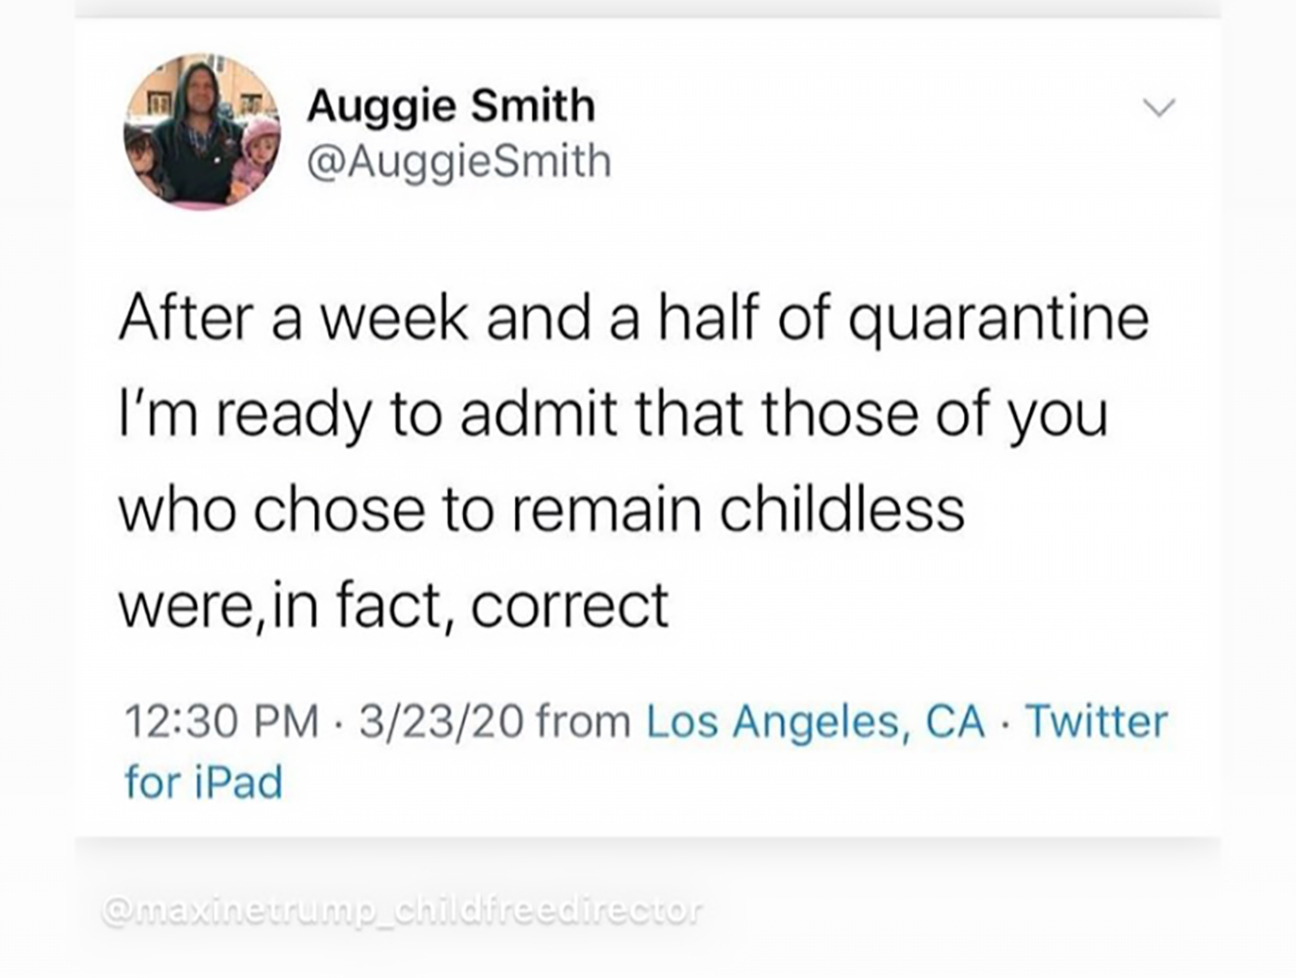 Auggie Smith
@AuggieSmith
After a week and a half of quarantine
I'm ready to admit that those of you
who chose to remain childless
were,in fact, correct
12:30 PM · 3/23/20 from Los Angeles, CA · Twitter
for iPad
@maxinetrump_childfreedirector